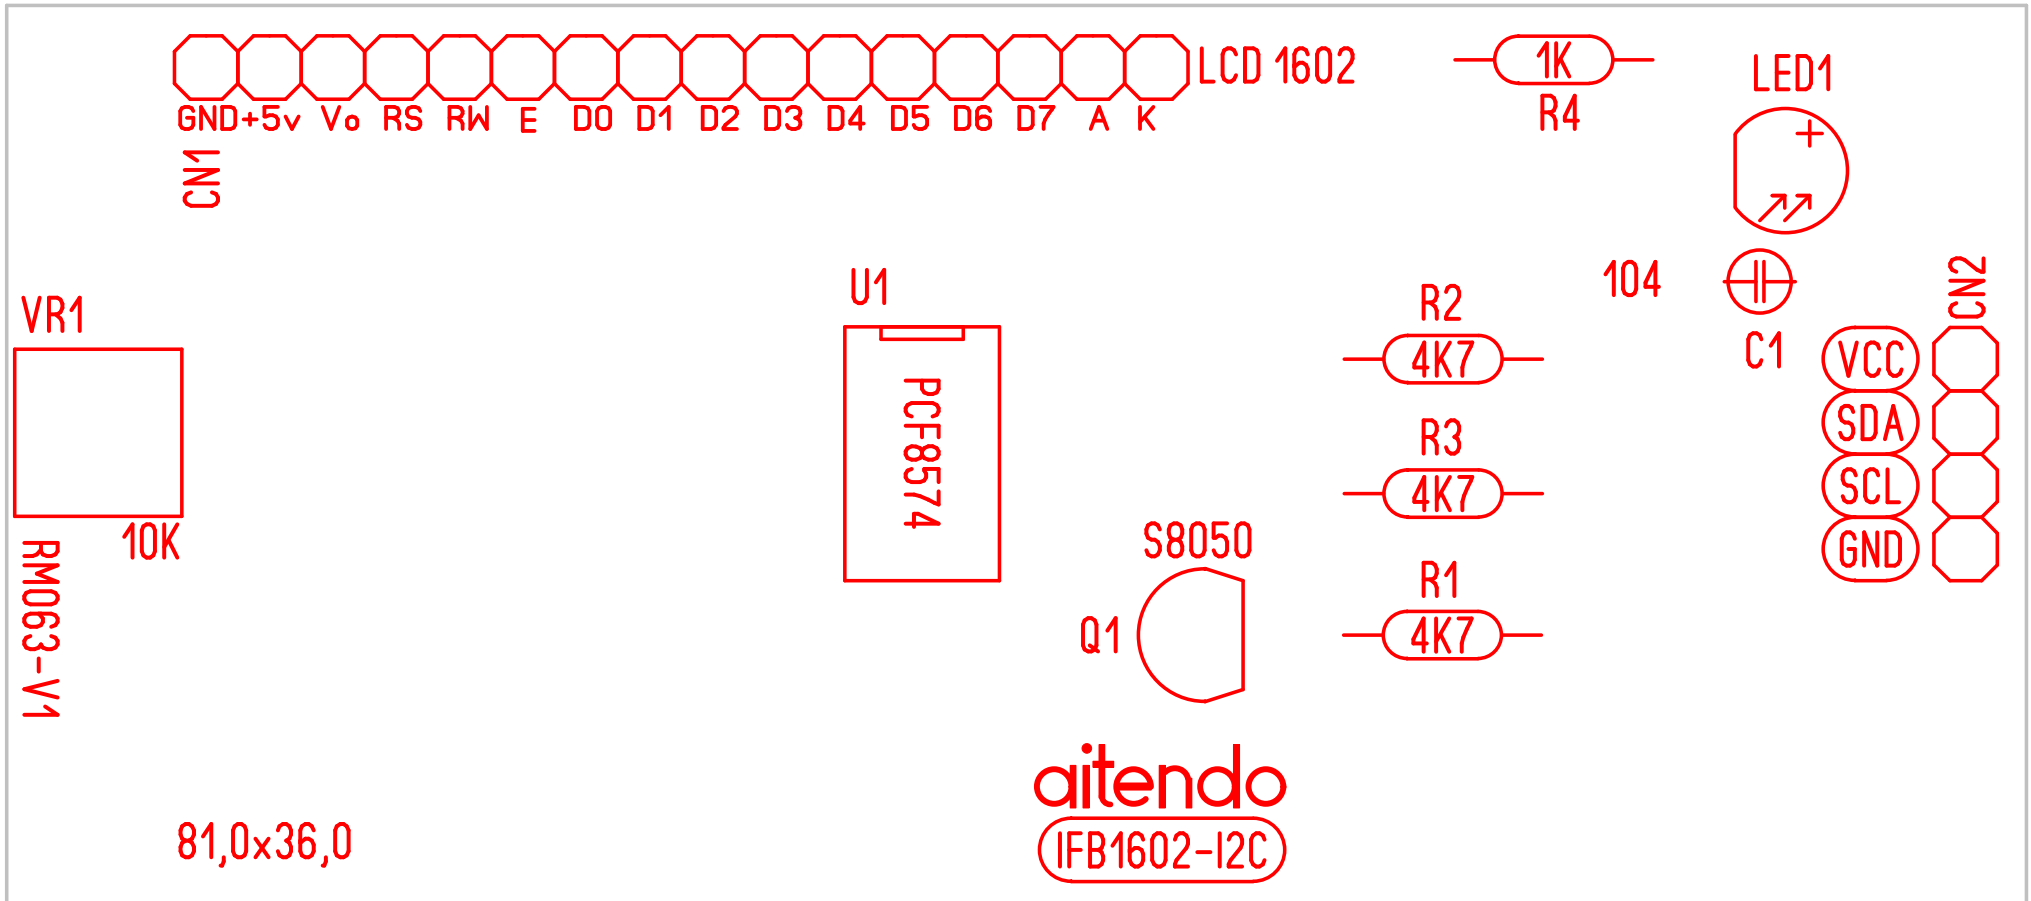 LCD 1602
GND +5v Vo RS RW E D0 D1 D2 D3 D4 D5 D6 D7 A K
CN1
1K
R4
LED1
VR1
10K
RM063-V1
U1
PCF8574
R2
4K7
R3
4K7
R1
4K7
S8050
Q1
104
C1
CN2
VCC
SDA
SCL
GND
81,0x36,0
aitendo
IFB1602-I2C